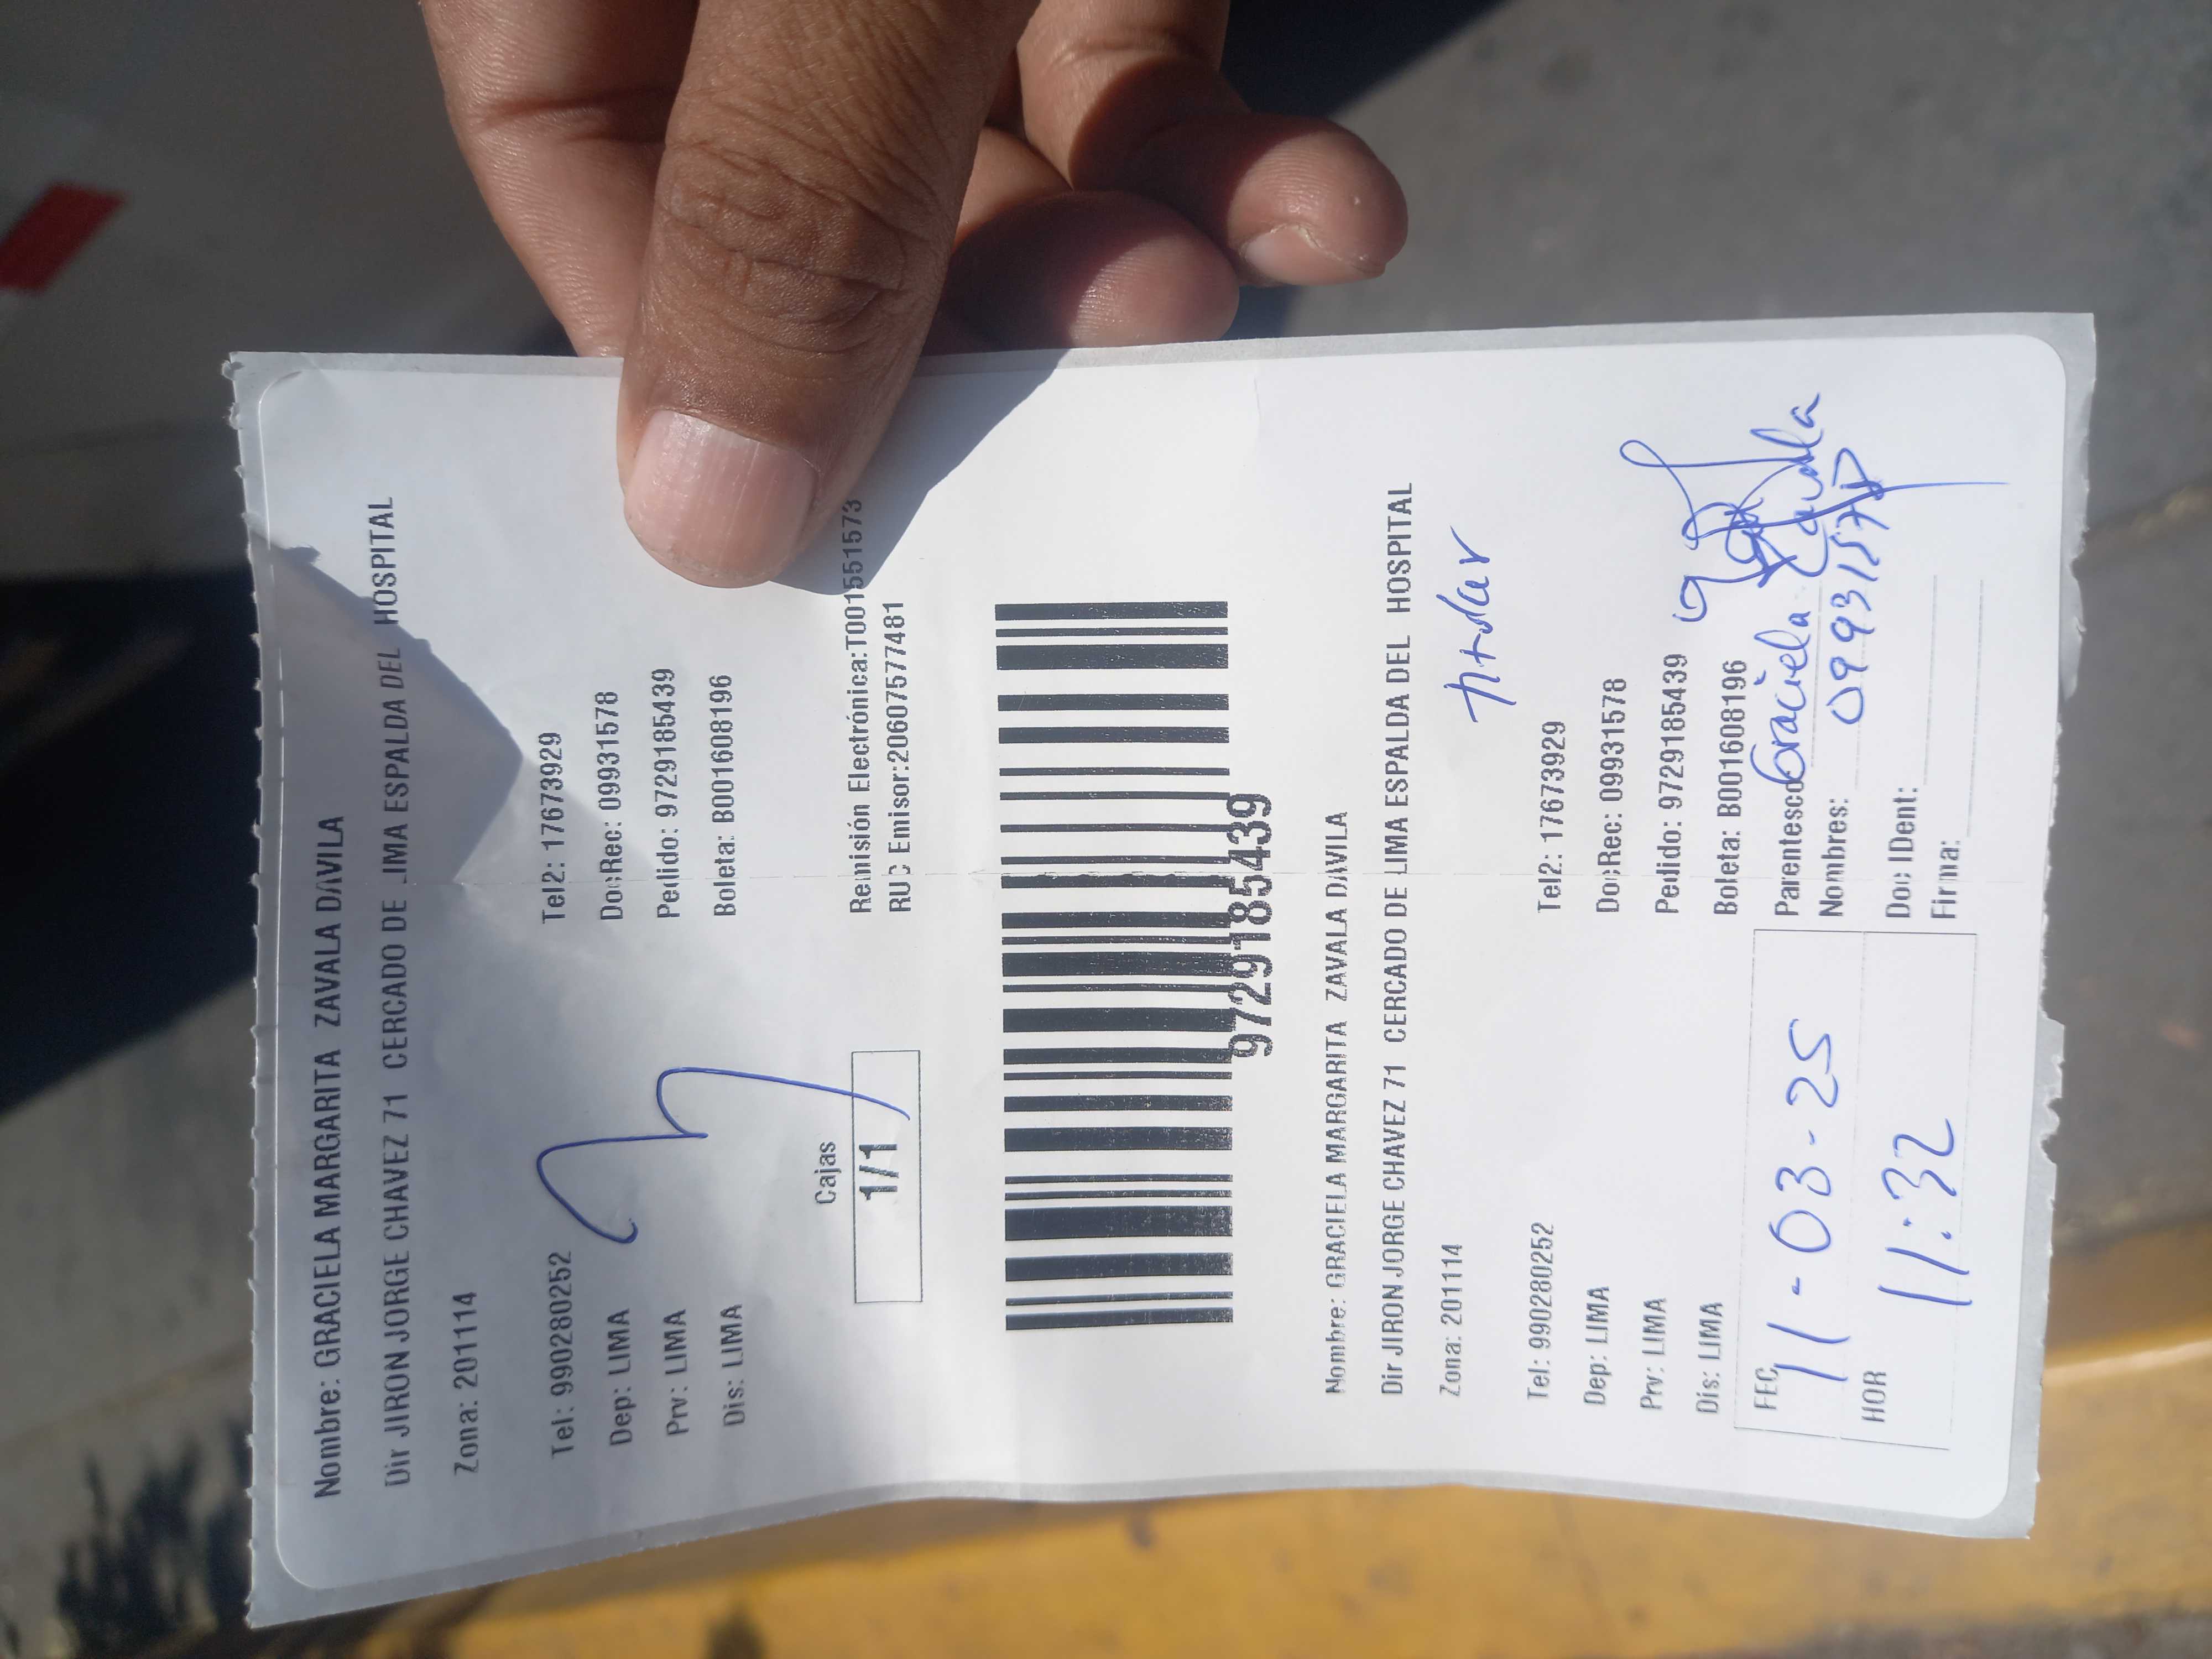 Nombre: GRACIELA MARGARITA ZAVALA DAVILA
Dir JIRON JORGE CHAVEZ 71 CERCADO DE LIMA ESPALDA DEL HOSPITAL
Zona: 201114
Tel: 990280252 Tel2: 17673929
Dep: LIMA DocRec: 09931578
Prv: LIMA Pedido: 9729185439
Dis: LIMA Boleta: B001608196
Cajas
1/1
Remisión Electrónica:T001551573
RUC Emisor:20607577481
9729185439
Nombre: GRACIELA MARGARITA ZAVALA DAVILA
Dir JIRON JORGE CHAVEZ 71 CERCADO DE LIMA ESPALDA DEL HOSPITAL
Zona: 201114
Tel: 990280252 Tel2: 17673929
Dep: LIMA DocRec: 09931578
Prv: LIMA Pedido: 9729185439
Dis: LIMA Boleta: B001608196
FEC 11-03-25 Parentesco Graciela Zavala
Nombres: 09931578
HOR 11:32 Doc IDent:
Firma: